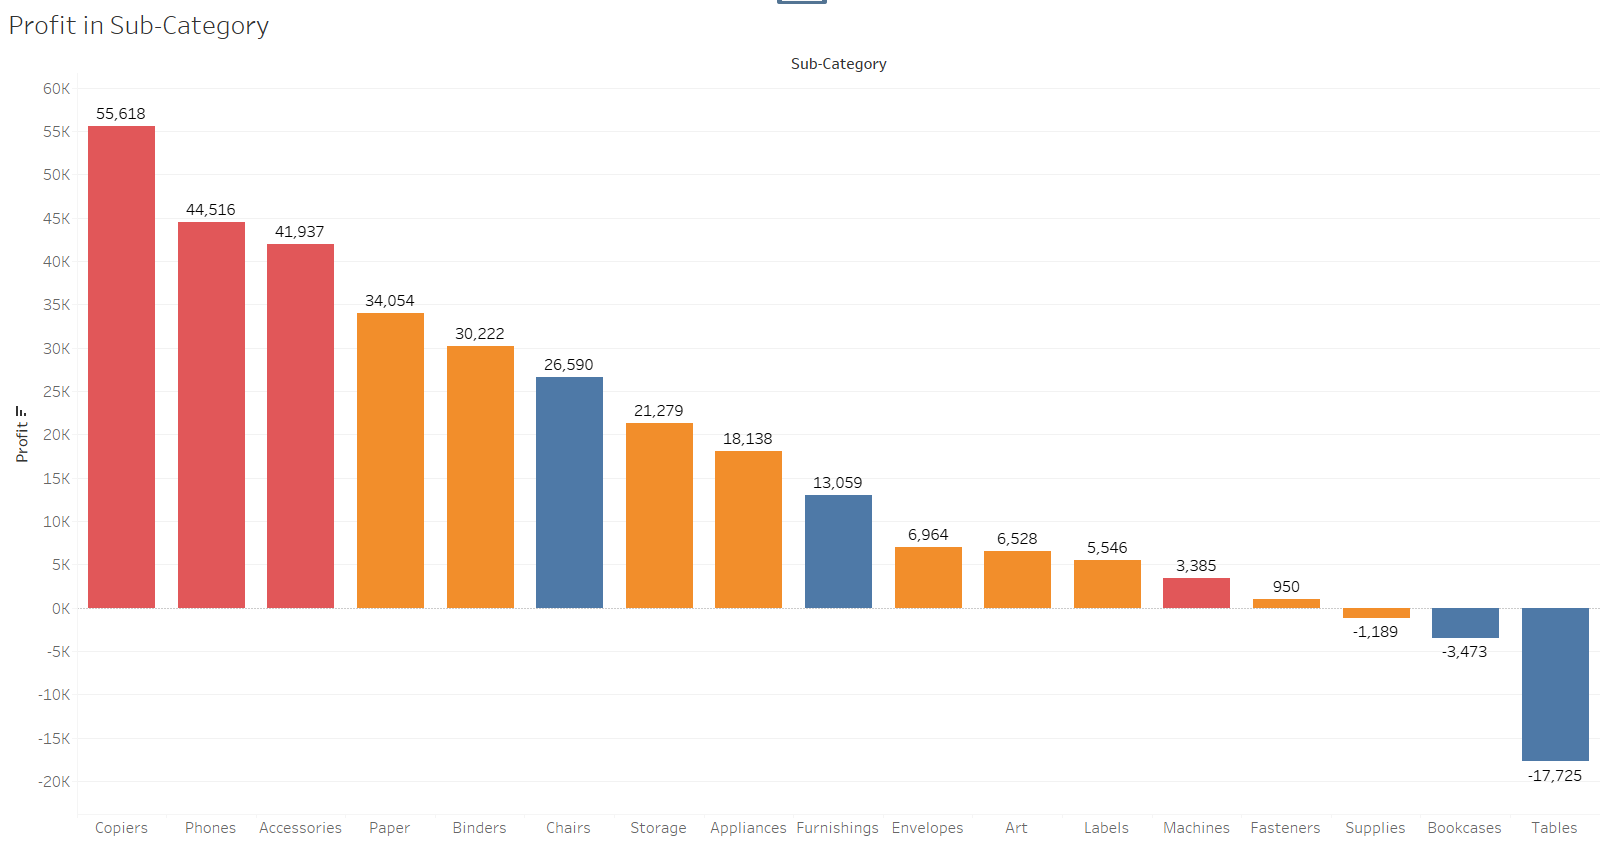 Profit in Sub-Category
Sub-Category
60K
55K
50K
45K
40K
35K
30K
25K
20K
15K
10K
5K
0K
-5K
-10K
-15K
-20K
Profit
55,618
44,516
41,937
34,054
30,222
26,590
21,279
18,138
13,059
6,964
6,528
5,546
3,385
950
-1,189
-3,473
-17,725
Copiers Phones Accessories Paper Binders Chairs Storage Appliances Furnishings Envelopes Art Labels Machines Fasteners Supplies Bookcases Tables